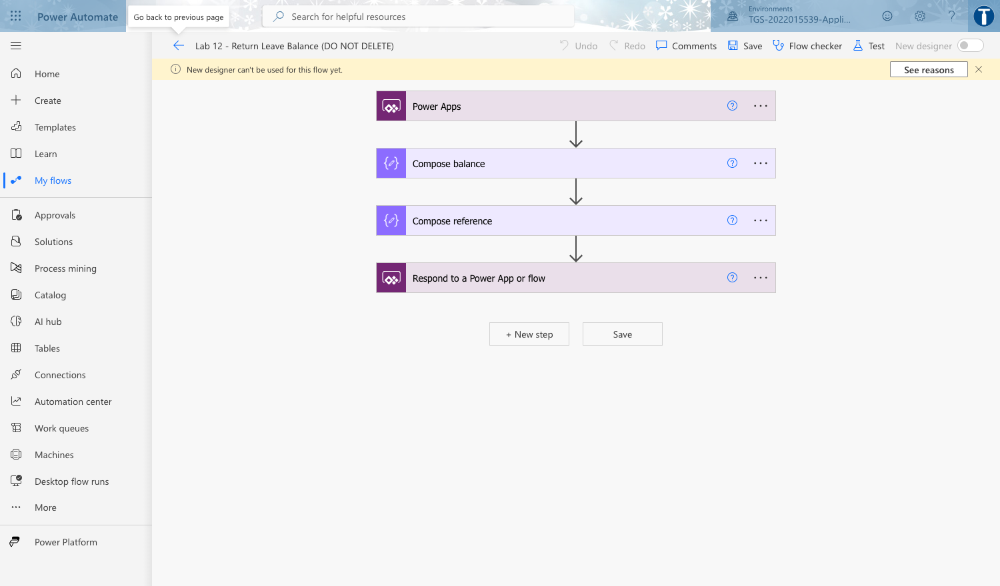 Power Automate
Go back to previous page
Search for helpful resources
Environments
TGS-2022015539-Appli...
Lab 12 - Return Leave Balance (DO NOT DELETE)
Undo
Redo
Comments
Save
Flow checker
Test
New designer
New designer can't be used for this flow yet.
See reasons
Home
Create
Templates
Learn
My flows
Approvals
Solutions
Process mining
Catalog
AI hub
Tables
Connections
Automation center
Work queues
Machines
Desktop flow runs
More
Power Platform
Power Apps
Compose balance
Compose reference
Respond to a Power App or flow
+ New step
Save